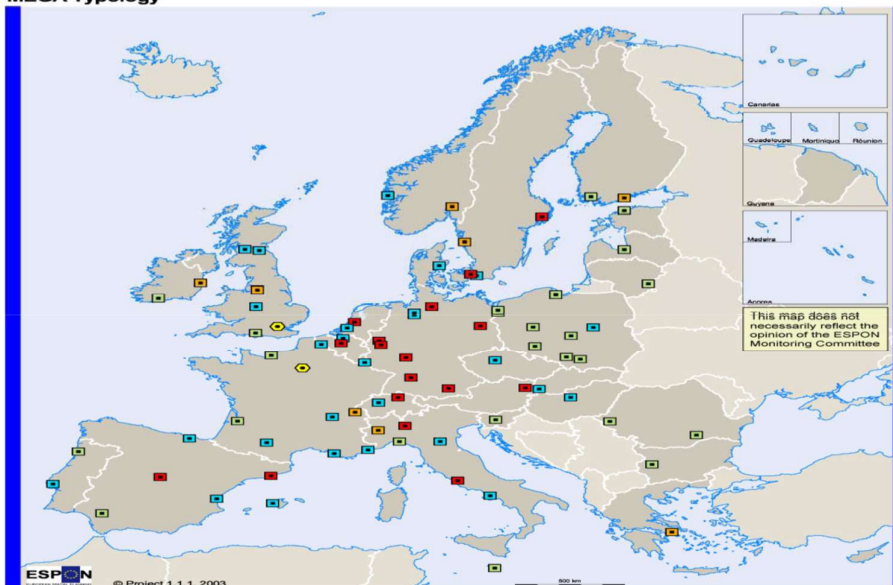 MEGA Typology
Canarias
Guadeloupe
Martinique
Réunion
Guyane
Madeira
Acores
This map does not
necessarily reflect the
opinion of the ESPON
Monitoring Committee
ESPON
© Project 1.1.1, 2003
500 km